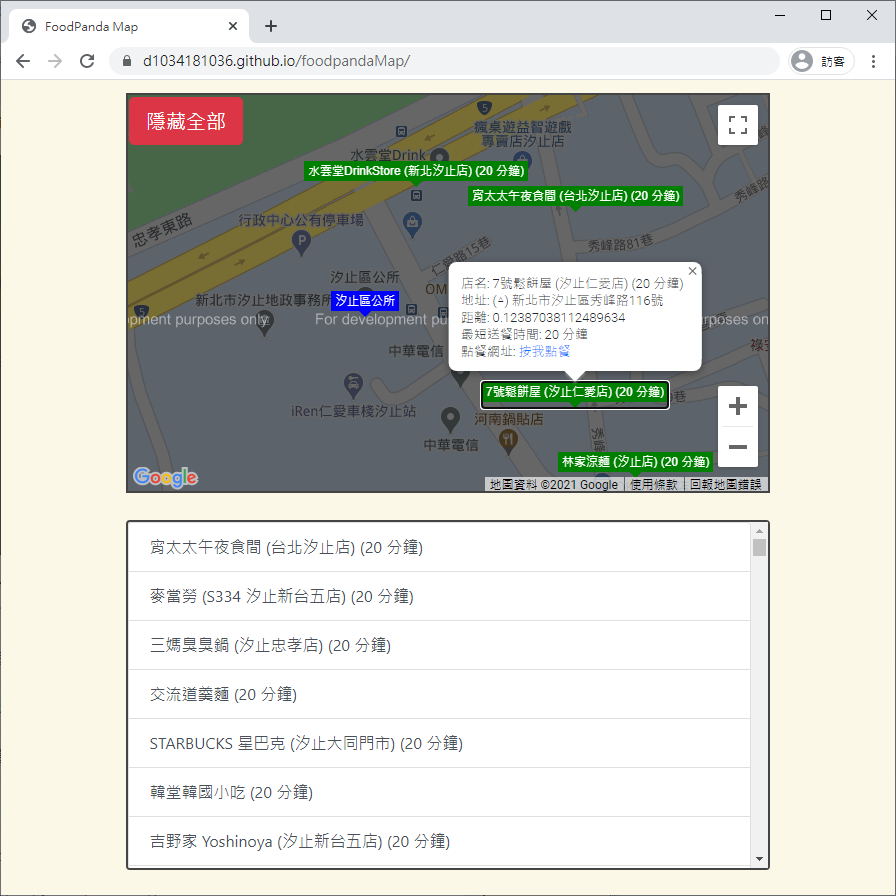 FoodPanda Map
d1034181036.github.io/foodpandaMap/
訪客
隱藏全部
5
瘋桌遊益智遊戲
專賣店汐止店
水雲堂Drink
水雲堂DrinkStore (新北汐止店) (20 分鐘)
宵太太午夜食間 (台北汐止店) (20 分鐘)
秀峰路
忠孝東路
行政中心公有停車場
P
仁愛路15巷
秀峰路81巷
汐止區公所
OM
新北市汐止地政事務所
汐止區公所
5
opment purposes only
For development pu
rposes on
店名: 7號鬆餅屋 (汐止仁愛店) (20 分鐘)
地址: (^) 新北市汐止區秀峰路116號
距離: 0.12387038112489634
最短送餐時間: 20 分鐘
點餐網址: 按我點餐
中華電信
7號鬆餅屋 (汐止仁愛店) (20 分鐘)
巷
iRen仁愛車棧汐止站
河南鍋貼店
中華電信
林家涼麵 (汐止店) (20 分鐘)
Google
地圖資料 ©2021 Google
使用條款
回報地圖錯誤
宵太太午夜食間 (台北汐止店) (20 分鐘)
麥當勞 (S334 汐止新台五店) (20 分鐘)
三媽臭臭鍋 (汐止忠孝店) (20 分鐘)
交流道羹麵 (20 分鐘)
STARBUCKS 星巴克 (汐止大同門市) (20 分鐘)
韓堂韓國小吃 (20 分鐘)
吉野家 Yoshinoya (汐止新台五店) (20 分鐘)